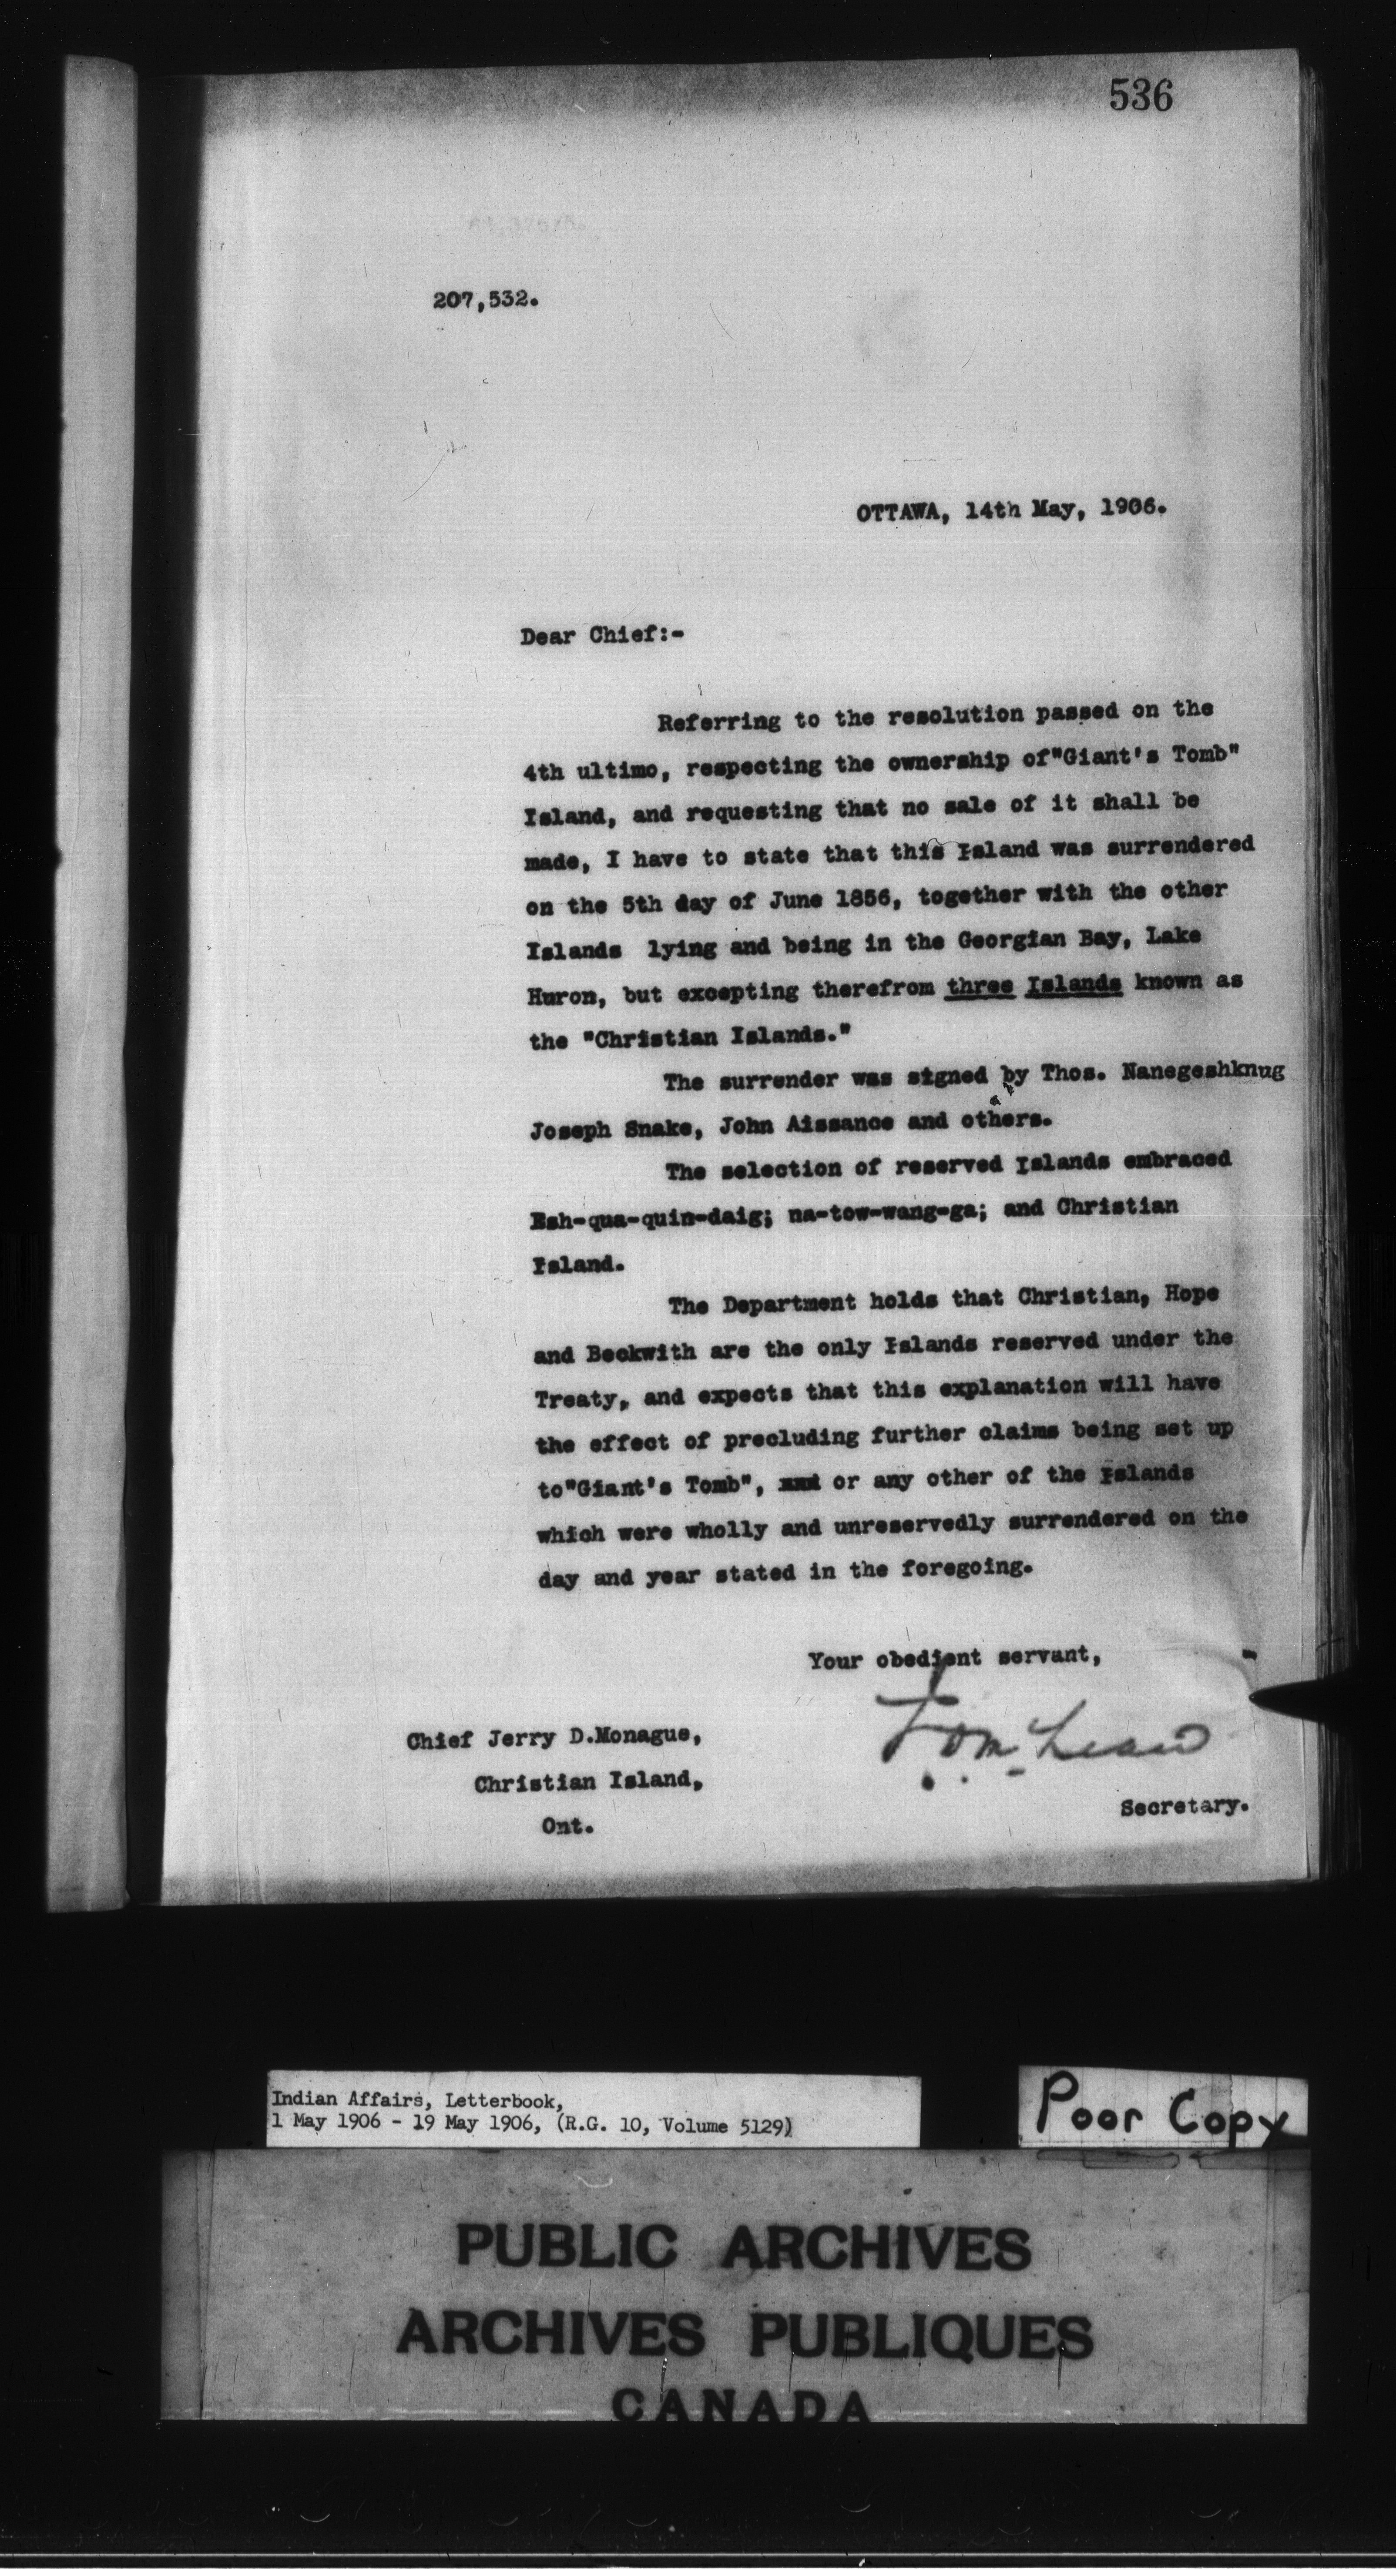 536
207,532.
OTTAWA, 14th May, 1906.
Dear Chief:-
Referring to the resolution passed on the
4th ultimo, respecting the ownership of"Giant's Tomb"
Island, and requesting that no sale of it shall be
made, I have to state that this Island was surrendered
on the 5th day of June 1856, together with the other
Islands lying and being in the Georgian Bay, Lake
Huron, but excepting therefrom three Islands known as
the "Christian Islands."
The surrender was signed by Thos. Nanegeshknug
Joseph Snake, John Aissance and others.
The selection of reserved Islands embraced
Esh-qua-quin-daig; na-tow-wang-ga; and Christian
Island.
The Department holds that Christian, Hope
and Beckwith are the only Islands reserved under the
Treaty, and expects that this explanation will have
the effect of precluding further claims being set up
to"Giant's Tomb", or any other of the Islands
which were wholly and unreservedly surrendered on the
day and year stated in the foregoing.
Your obedient servant,
Chief Jerry D.Monague,
Christian Island,
Secretary.
Ont.
Indian Affairs, Letterbook,
1 May 1906 - 19 May 1906, (R.G. 10, Volume 5129)
Poor Copy
PUBLIC ARCHIVES
ARCHIVES PUBLIQUES
CANADA